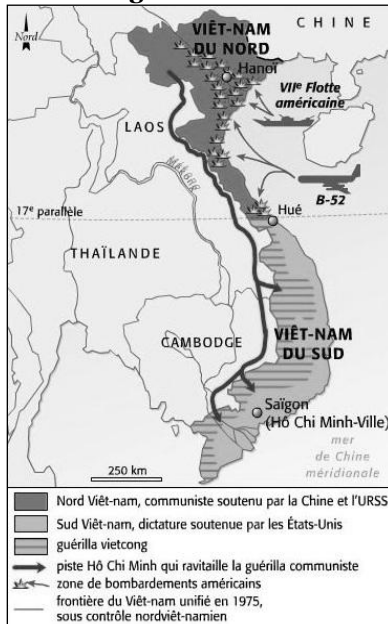 Nord
CHINE
VIÊT-NAM
DU NORD
Hanoï
VIIe Flotte
américaine
LAOS
Mékong
B-52
17e parallèle
Hué
THAÏLANDE
VIÊT-NAM
DU SUD
CAMBODGE
Saïgon
(Hô Chi Minh-Ville)
mer
de Chine
méridionale
250 km
Nord Viêt-nam, communiste soutenu par la Chine et l'URSS
Sud Viêt-nam, dictature soutenue par les États-Unis
guérilla vietcong
piste Hô Chi Minh qui ravitaille la guérilla communiste
zone de bombardements américains
frontière du Viêt-nam unifié en 1975,
sous contrôle nordviêt-namien